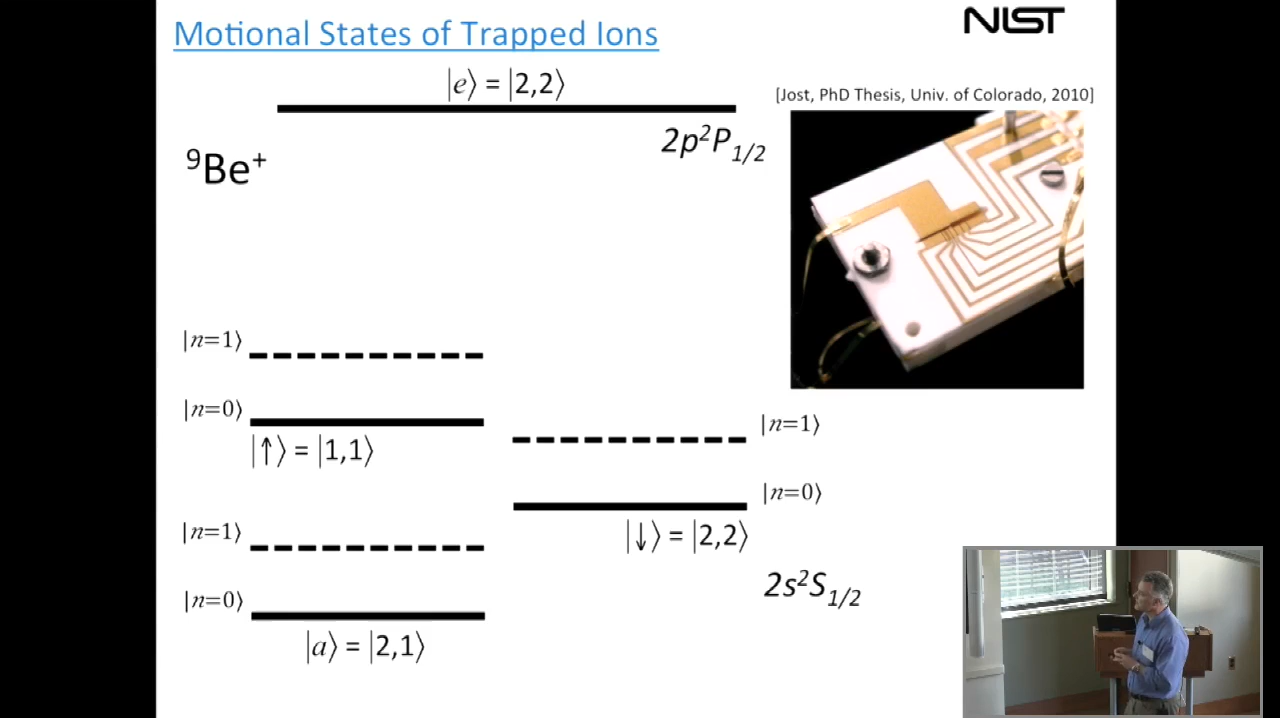 Motional States of Trapped Ions
NIST
|e⟩ = |2,2⟩
[Jost, PhD Thesis, Univ. of Colorado, 2010]
2p²P₁/₂
⁹Be⁺
|n=1⟩
|n=0⟩
|↑⟩ = |1,1⟩
|n=1⟩
|n=0⟩
|↓⟩ = |2,2⟩
|n=1⟩
2s²S₁/₂
|n=0⟩
|a⟩ = |2,1⟩